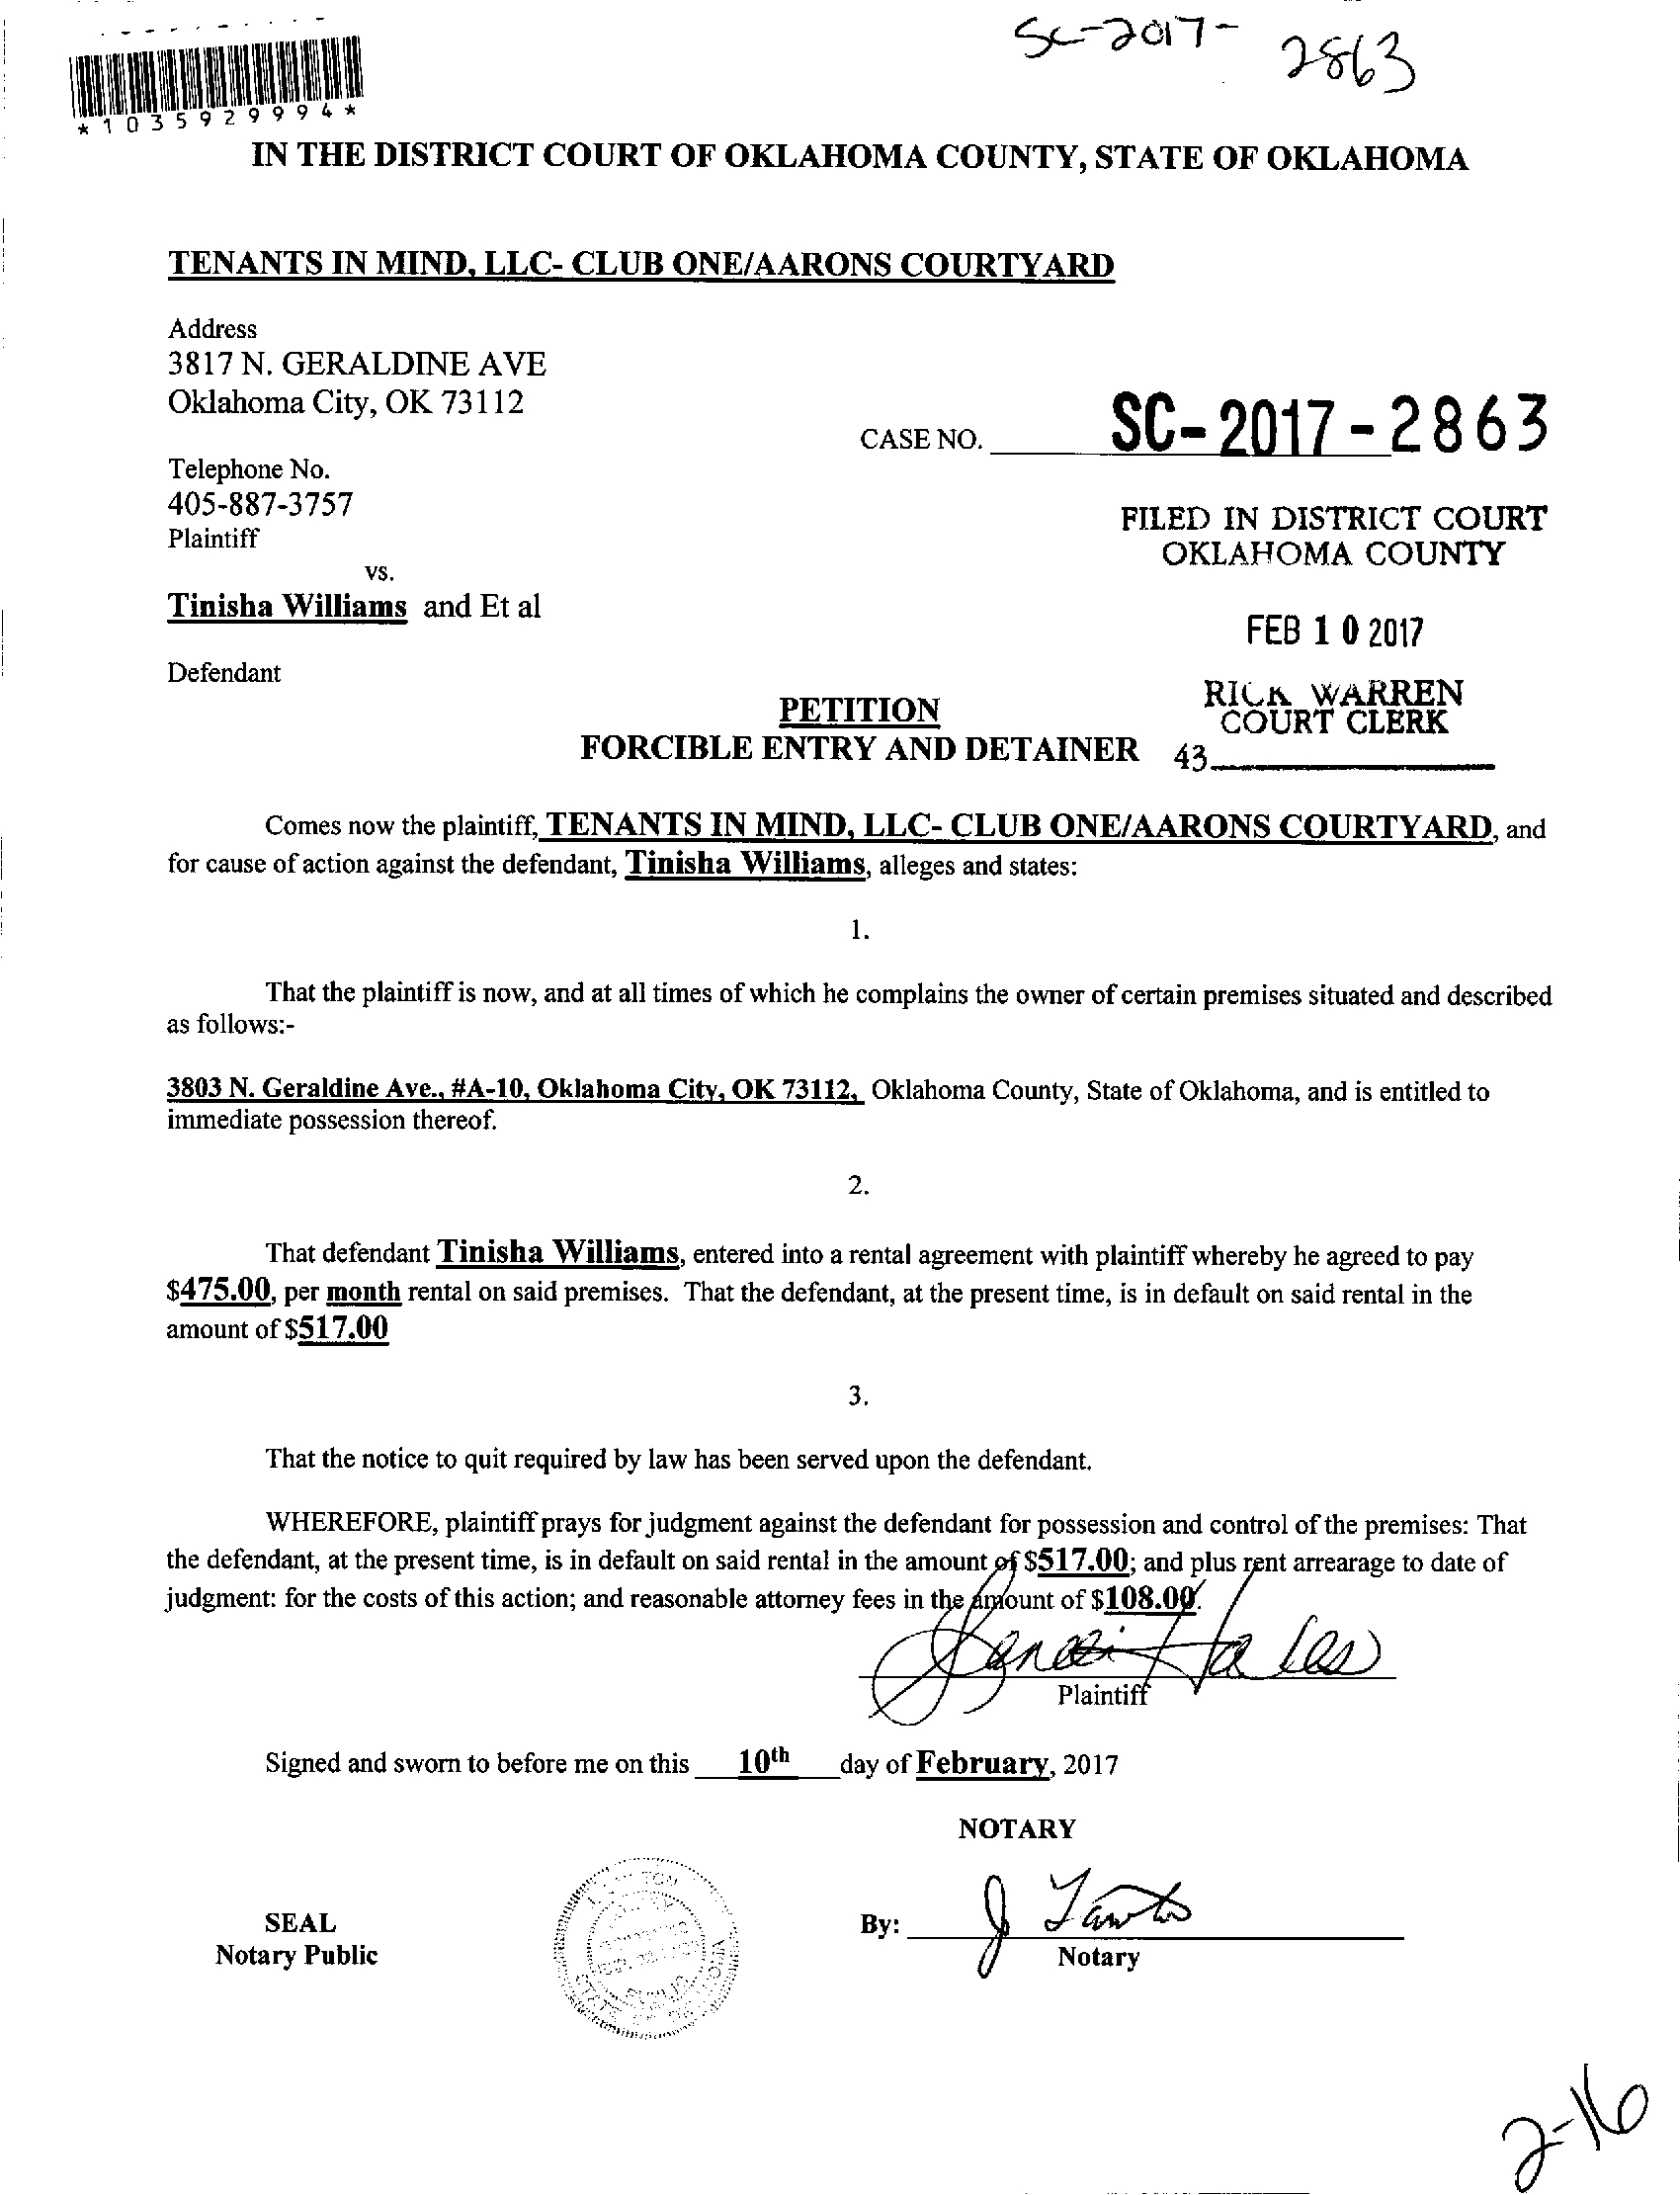 SC-2017-2863
*1035929994*
IN THE DISTRICT COURT OF OKLAHOMA COUNTY, STATE OF OKLAHOMA
TENANTS IN MIND, LLC- CLUB ONE/AARONS COURTYARD
Address
3817 N. GERALDINE AVE
Oklahoma City, OK 73112
CASE NO. SC-2017-2863
Telephone No.
405-887-3757
Plaintiff
FILED IN DISTRICT COURT
OKLAHOMA COUNTY
vs.
Tinisha Williams and Et al
FEB 10 2017
Defendant
RICK WARREN
COURT CLERK
43
PETITION
FORCIBLE ENTRY AND DETAINER
Comes now the plaintiff, TENANTS IN MIND, LLC- CLUB ONE/AARONS COURTYARD, and
for cause of action against the defendant, Tinisha Williams, alleges and states:
1.
That the plaintiff is now, and at all times of which he complains the owner of certain premises situated and described
as follows:-
3803 N. Geraldine Ave., #A-10, Oklahoma City, OK 73112, Oklahoma County, State of Oklahoma, and is entitled to
immediate possession thereof.
2.
That defendant Tinisha Williams, entered into a rental agreement with plaintiff whereby he agreed to pay
$475.00, per month rental on said premises. That the defendant, at the present time, is in default on said rental in the
amount of $517.00
3.
That the notice to quit required by law has been served upon the defendant.
WHEREFORE, plaintiff prays for judgment against the defendant for possession and control of the premises: That
the defendant, at the present time, is in default on said rental in the amount of $517.00; and plus rent arrearage to date of
judgment: for the costs of this action; and reasonable attorney fees in the amount of $108.00.
Plaintiff
Signed and sworn to before me on this 10th day of February, 2017
NOTARY
SEAL
Notary Public
By:
Notary
2-16